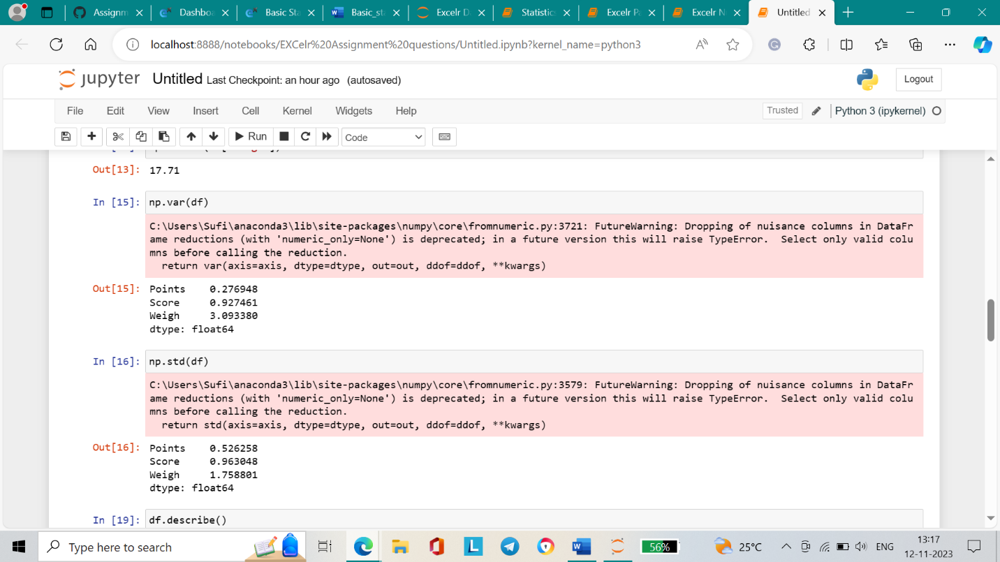 Assignm
Dashboa
Basic Sta
Basic_sta
Excelr Da
Statistics
Excelr Pa
Excelr N
Untitled
localhost:8888/notebooks/EXCelr%20Assignment%20questions/Untitled.ipynb?kernel_name=python3
jupyter Untitled Last Checkpoint: an hour ago (autosaved)
Logout
File Edit View Insert Cell Kernel Widgets Help
Trusted Python 3 (ipykernel)
Run Code
Out[13]: 17.71
In [15]: np.var(df)
C:\Users\Sufi\anaconda3\lib\site-packages\numpy\core\fromnumeric.py:3721: FutureWarning: Dropping of nuisance columns in DataFr
ame reductions (with 'numeric_only=None') is deprecated; in a future version this will raise TypeError.  Select only valid colu
mns before calling the reduction.
  return var(axis=axis, dtype=dtype, out=out, ddof=ddof, **kwargs)
Out[15]: Points    0.276948
Score     0.927461
Weigh     3.093380
dtype: float64
In [16]: np.std(df)
C:\Users\Sufi\anaconda3\lib\site-packages\numpy\core\fromnumeric.py:3579: FutureWarning: Dropping of nuisance columns in DataFr
ame reductions (with 'numeric_only=None') is deprecated; in a future version this will raise TypeError.  Select only valid colu
mns before calling the reduction.
  return std(axis=axis, dtype=dtype, out=out, ddof=ddof, **kwargs)
Out[16]: Points    0.526258
Score     0.963048
Weigh     1.758801
dtype: float64
In [19]: df.describe()
Type here to search
56%
25°C
ENG
13:17
12-11-2023